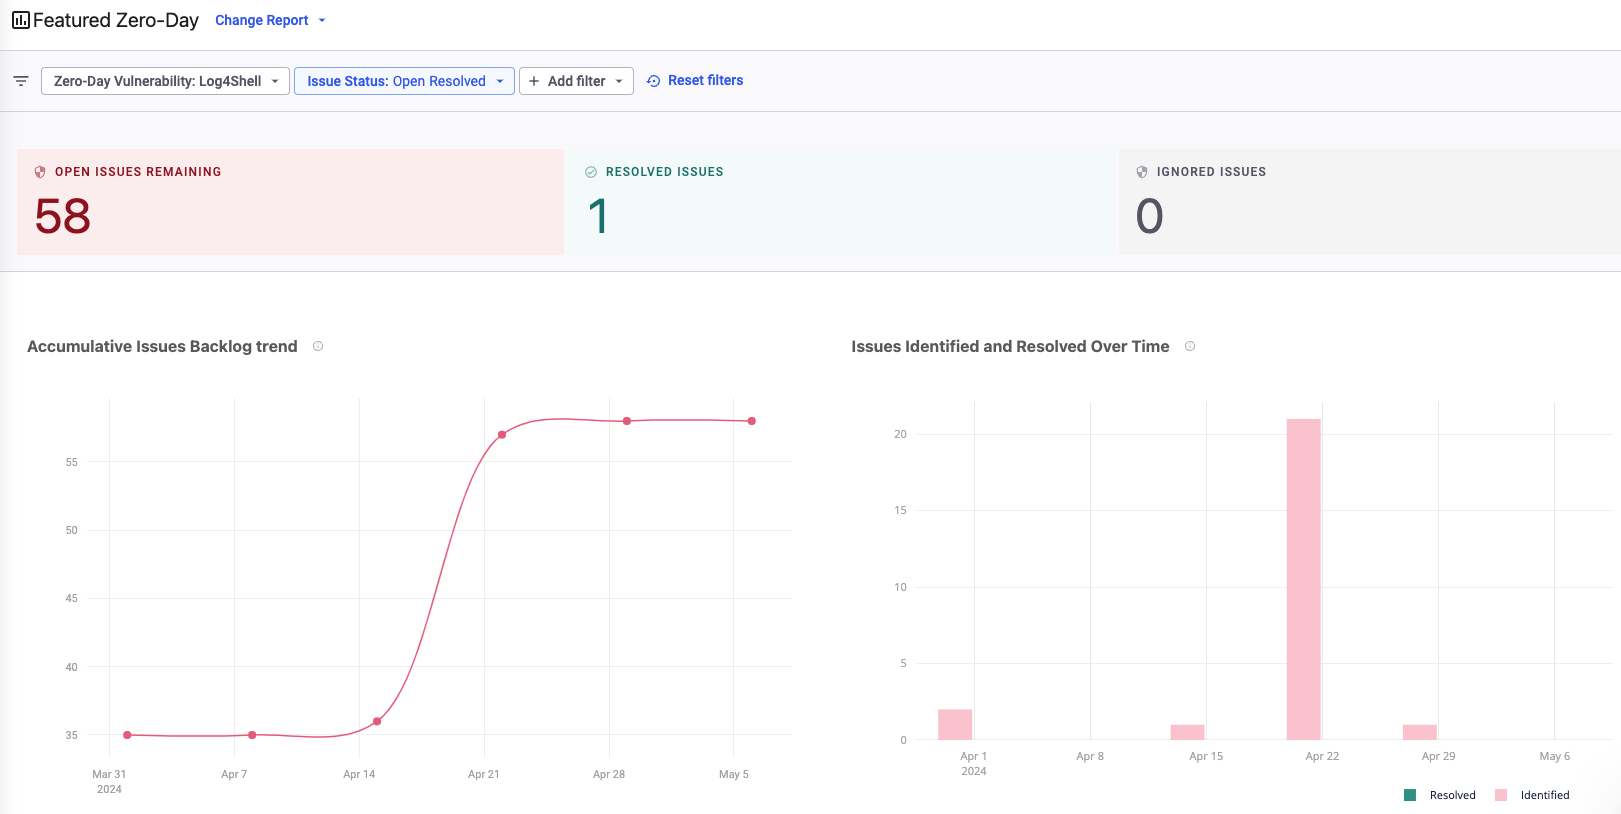 Featured Zero-Day Change Report
Zero-Day Vulnerability: Log4Shell Issue Status: Open Resolved + Add filter Reset filters
OPEN ISSUES REMAINING
58
RESOLVED ISSUES
1
IGNORED ISSUES
0
Accumulative Issues Backlog trend
55
50
45
40
35
Mar 31 Apr 7 Apr 14 Apr 21 Apr 28 May 5
2024
Issues Identified and Resolved Over Time
20
15
10
5
0
Apr 1 Apr 8 Apr 15 Apr 22 Apr 29 May 6
2024
Resolved Identified